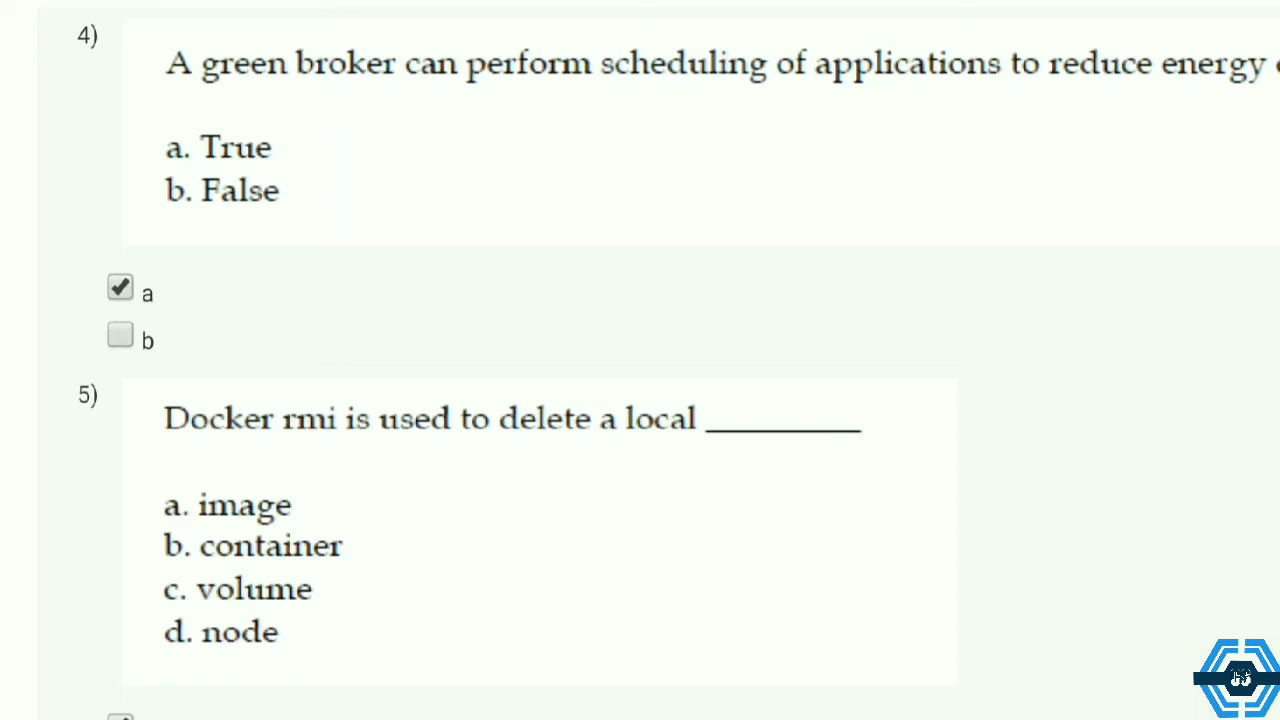 4)
A green broker can perform scheduling of applications to reduce energy
a. True
b. False
a
b
5)
Docker rmi is used to delete a local __________
a. image
b. container
c. volume
d. node